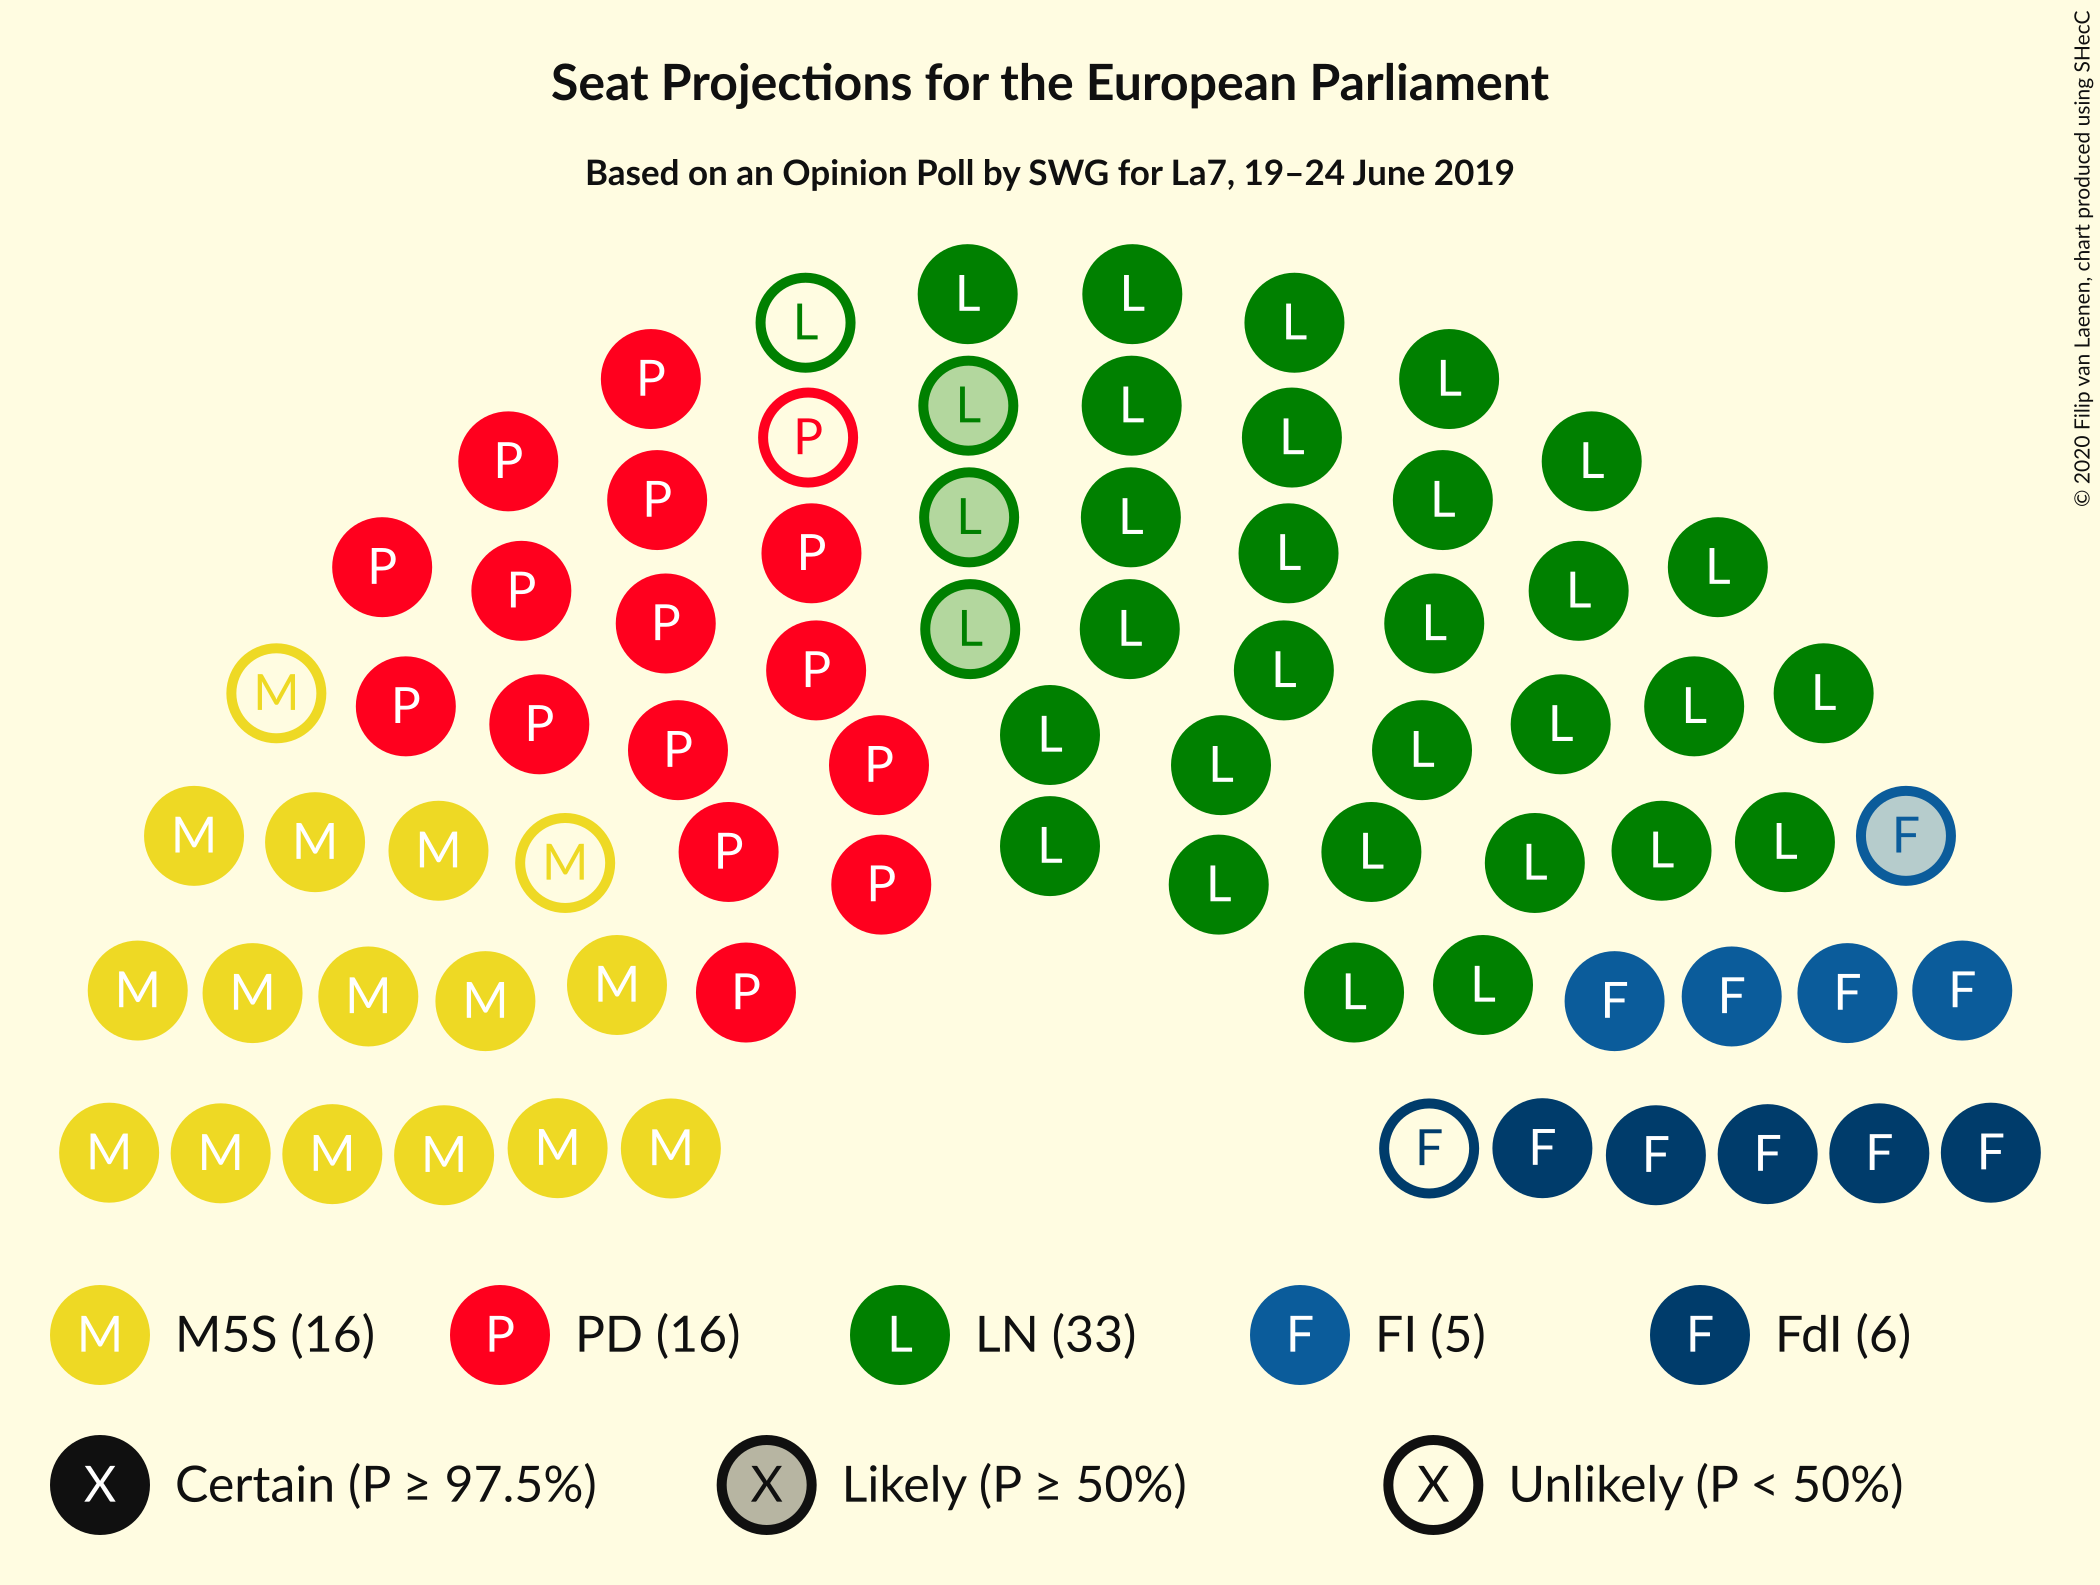 Seat Projections for the European Parliament
Based on an Opinion Poll by SWG for La7, 19–24 June 2019
© 2020 Filip van Laenen, chart produced using SHecC
L L L L
P L L P
P L L L L
P P L L
P P L L L L
P P L L
P P L L
P L L L
M P P L L L
P P L L L
P L L
M M M M P L L L L F
P L
M M M M M P L L F F F F
M M M M M M F F F F F F
M M5S (16) P PD (16) L LN (33) F FI (5) F FdI (6)
X Certain (P ≥ 97.5%) X Likely (P ≥ 50%) X Unlikely (P < 50%)